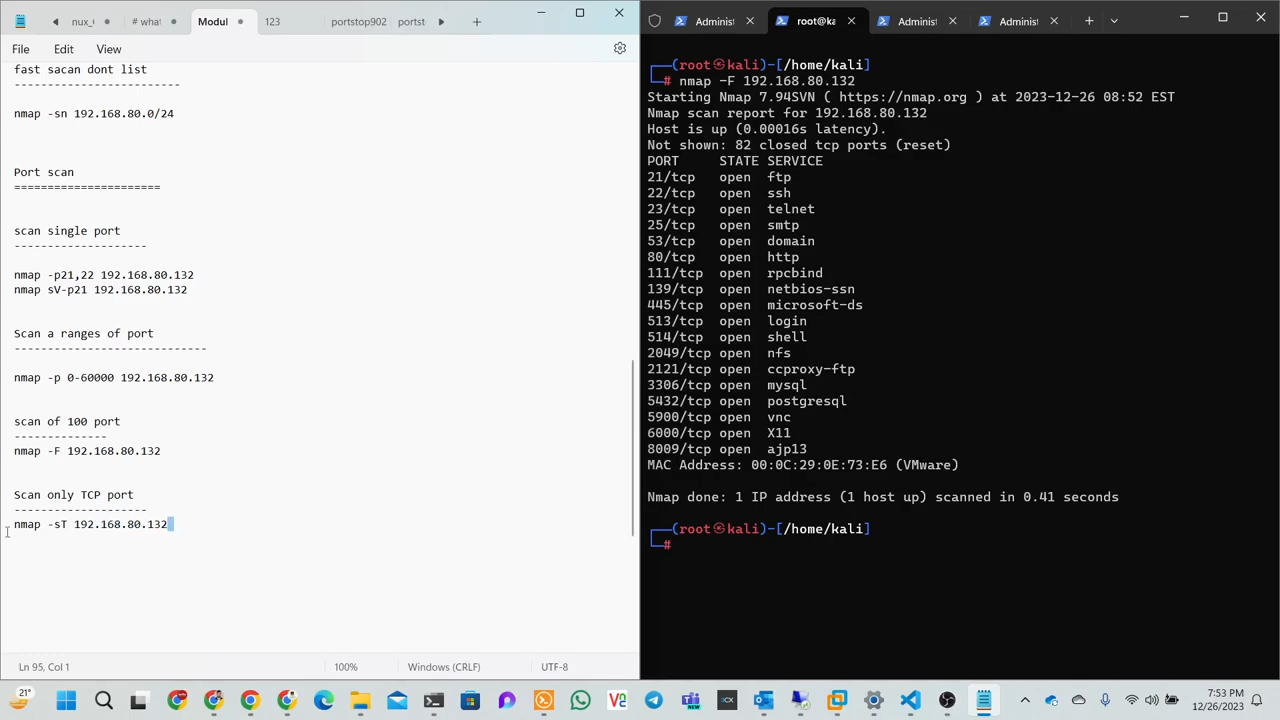 nux_i
# what
Modul
123
portstop902
portst
File
Edit
View
fast sacan dont list
-------------------------
nmap -sn 192.168.80.0/24
Port scan
======================
scan single port
--------------------
nmap -p21,22 192.168.80.132
nmap sV-p21 192.168.80.132
Scan a ranges of port
-----------------------------
nmap -p 0-60000 192.168.80.132
scan of 100 port
--------------
nmap -F 192.168.80.132
Scan only TCP port
--------------------
nmap -sT 192.168.80.132
Ln 95, Col 1
100%
Windows (CRLF)
UTF-8
Administ
root@ka
Administ
Administ
(root㉿kali)-[/home/kali]
# nmap -F 192.168.80.132
Starting Nmap 7.94SVN ( https://nmap.org ) at 2023-12-26 08:52 EST
Nmap scan report for 192.168.80.132
Host is up (0.00016s latency).
Not shown: 82 closed tcp ports (reset)
PORT STATE SERVICE
21/tcp open ftp
22/tcp open ssh
23/tcp open telnet
25/tcp open smtp
53/tcp open domain
80/tcp open http
111/tcp open rpcbind
139/tcp open netbios-ssn
445/tcp open microsoft-ds
513/tcp open login
514/tcp open shell
2049/tcp open nfs
2121/tcp open ccproxy-ftp
3306/tcp open mysql
5432/tcp open postgresql
5900/tcp open vnc
6000/tcp open X11
8009/tcp open ajp13
MAC Address: 00:0C:29:0E:73:E6 (VMware)
Nmap done: 1 IP address (1 host up) scanned in 0.41 seconds
(root㉿kali)-[/home/kali]
#
21°
7:53 PM
12/26/2023